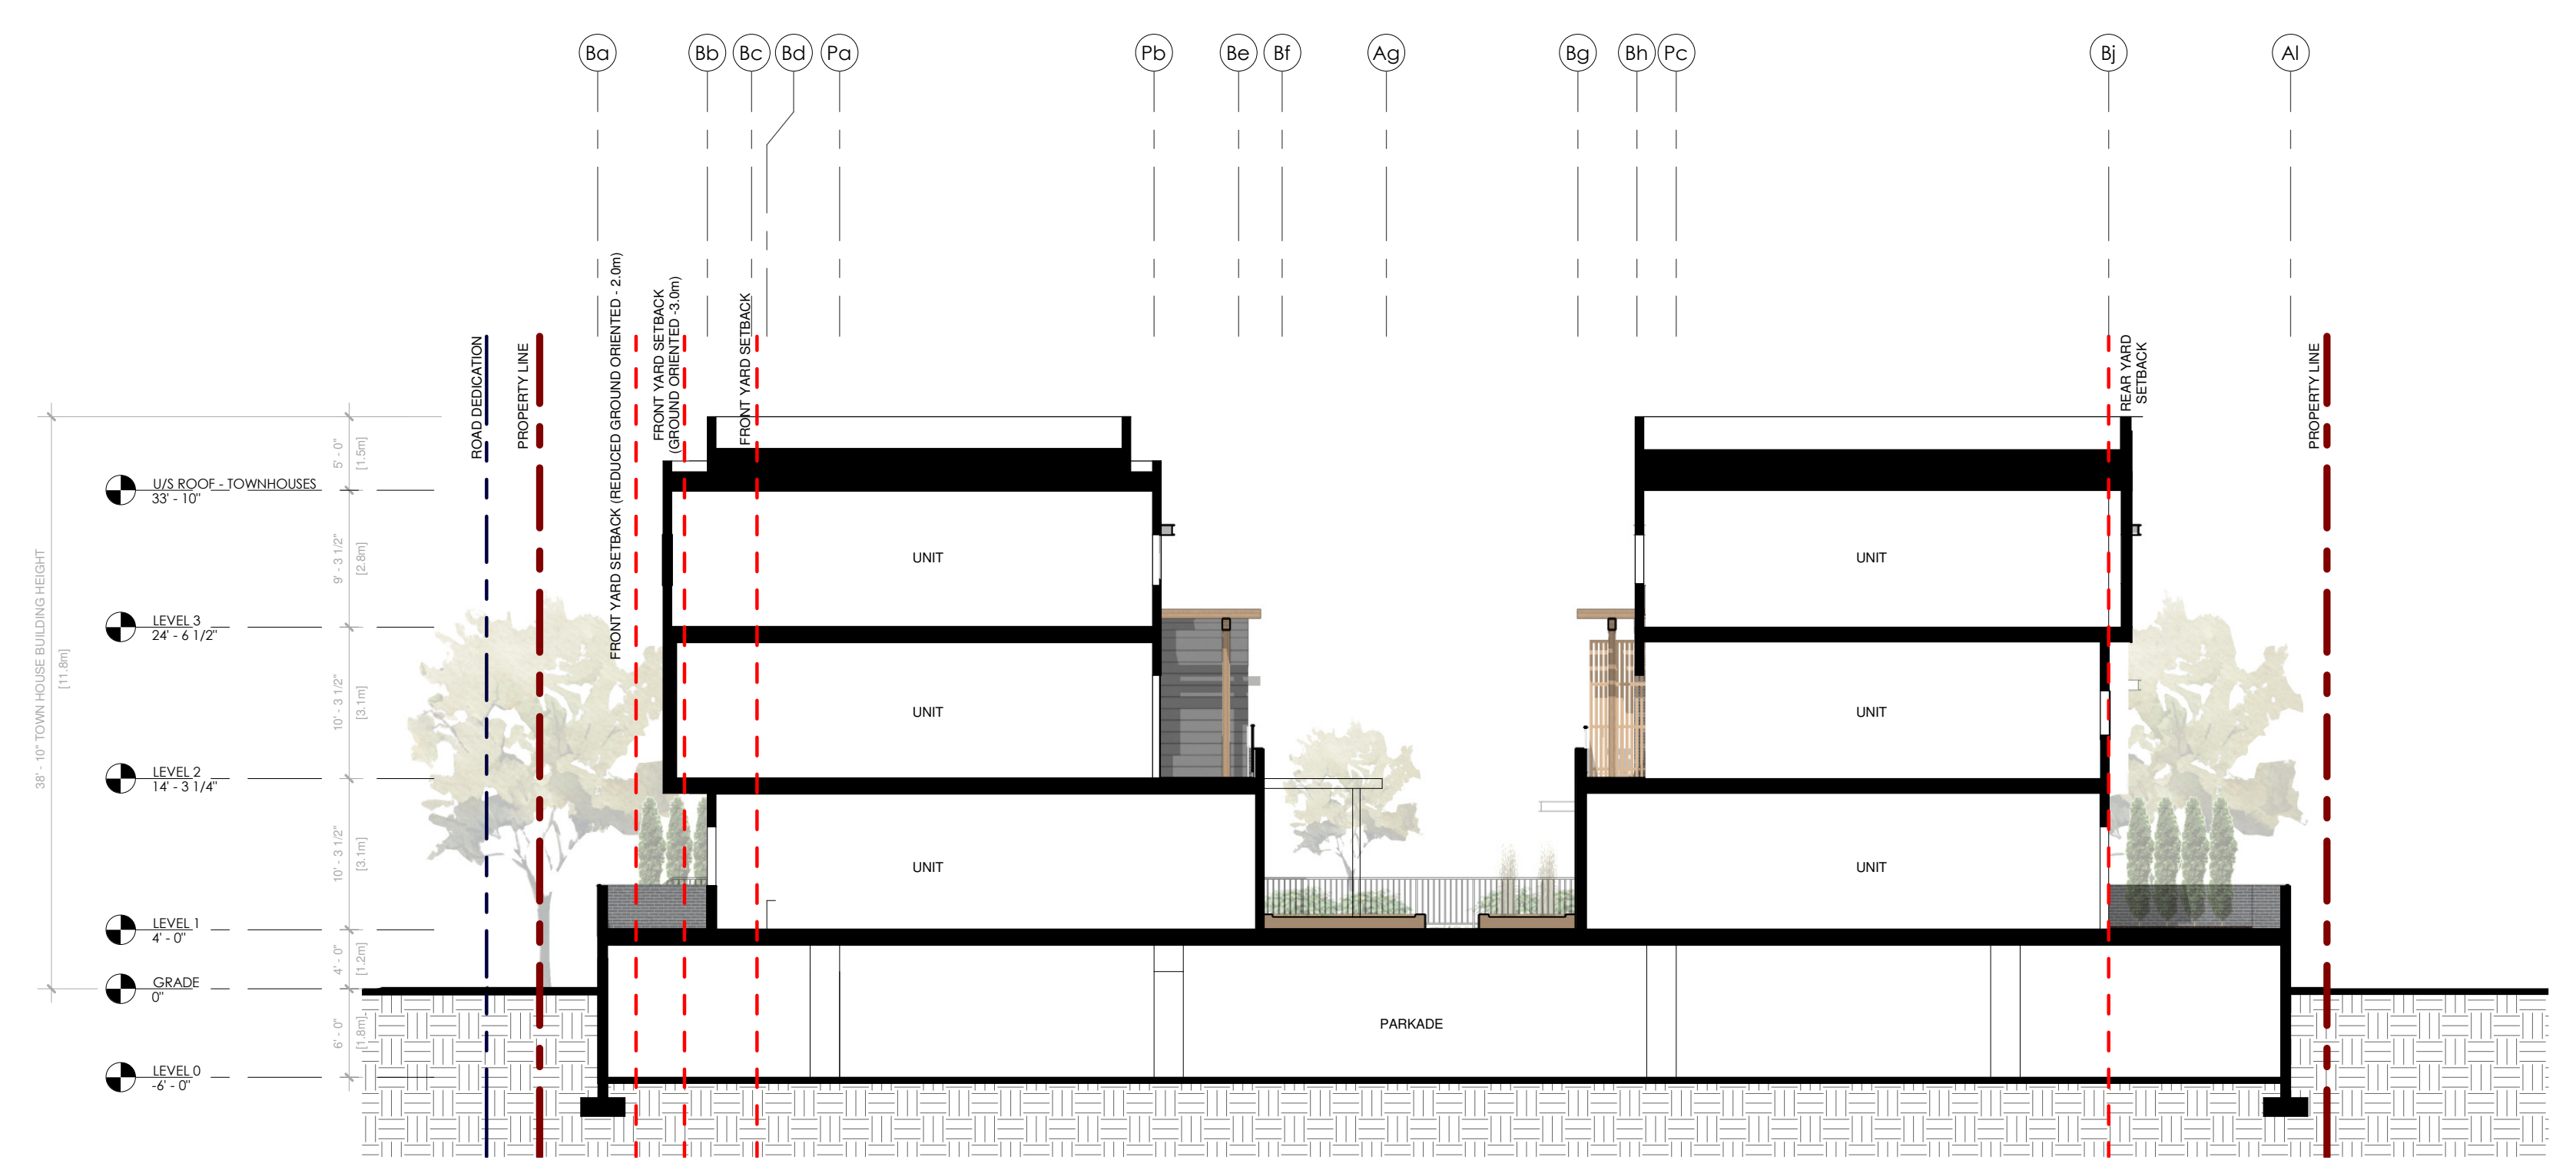 Ba
Bb
Bc
Bd
Pa
Pb
Be
Bf
Ag
Bg
Bh
Pc
Bj
Al
ROAD DEDICATION
PROPERTY LINE
FRONT YARD SETBACK (REDUCED GROUND ORIENTED - 2.0m)
FRONT YARD SETBACK
(GROUND ORIENTED -3.0m)
FRONT YARD SETBACK
REAR YARD
SETBACK
PROPERTY LINE
38' - 10" TOWN HOUSE BUILDING HEIGHT
[11.8m]
5' - 0"
[1.5m]
U/S ROOF - TOWNHOUSES
33' - 10"
9' - 3 1/2"
[2.8m]
LEVEL 3
24' - 6 1/2"
10' - 3 1/2"
[3.1m]
LEVEL 2
14' - 3 1/4"
10' - 3 1/2"
[3.1m]
LEVEL 1
4' - 0"
4' - 0"
[1.2m]
GRADE
0"
6' - 0"
[1.8m]
LEVEL 0
-6' - 0"
UNIT
UNIT
UNIT
UNIT
UNIT
UNIT
PARKADE